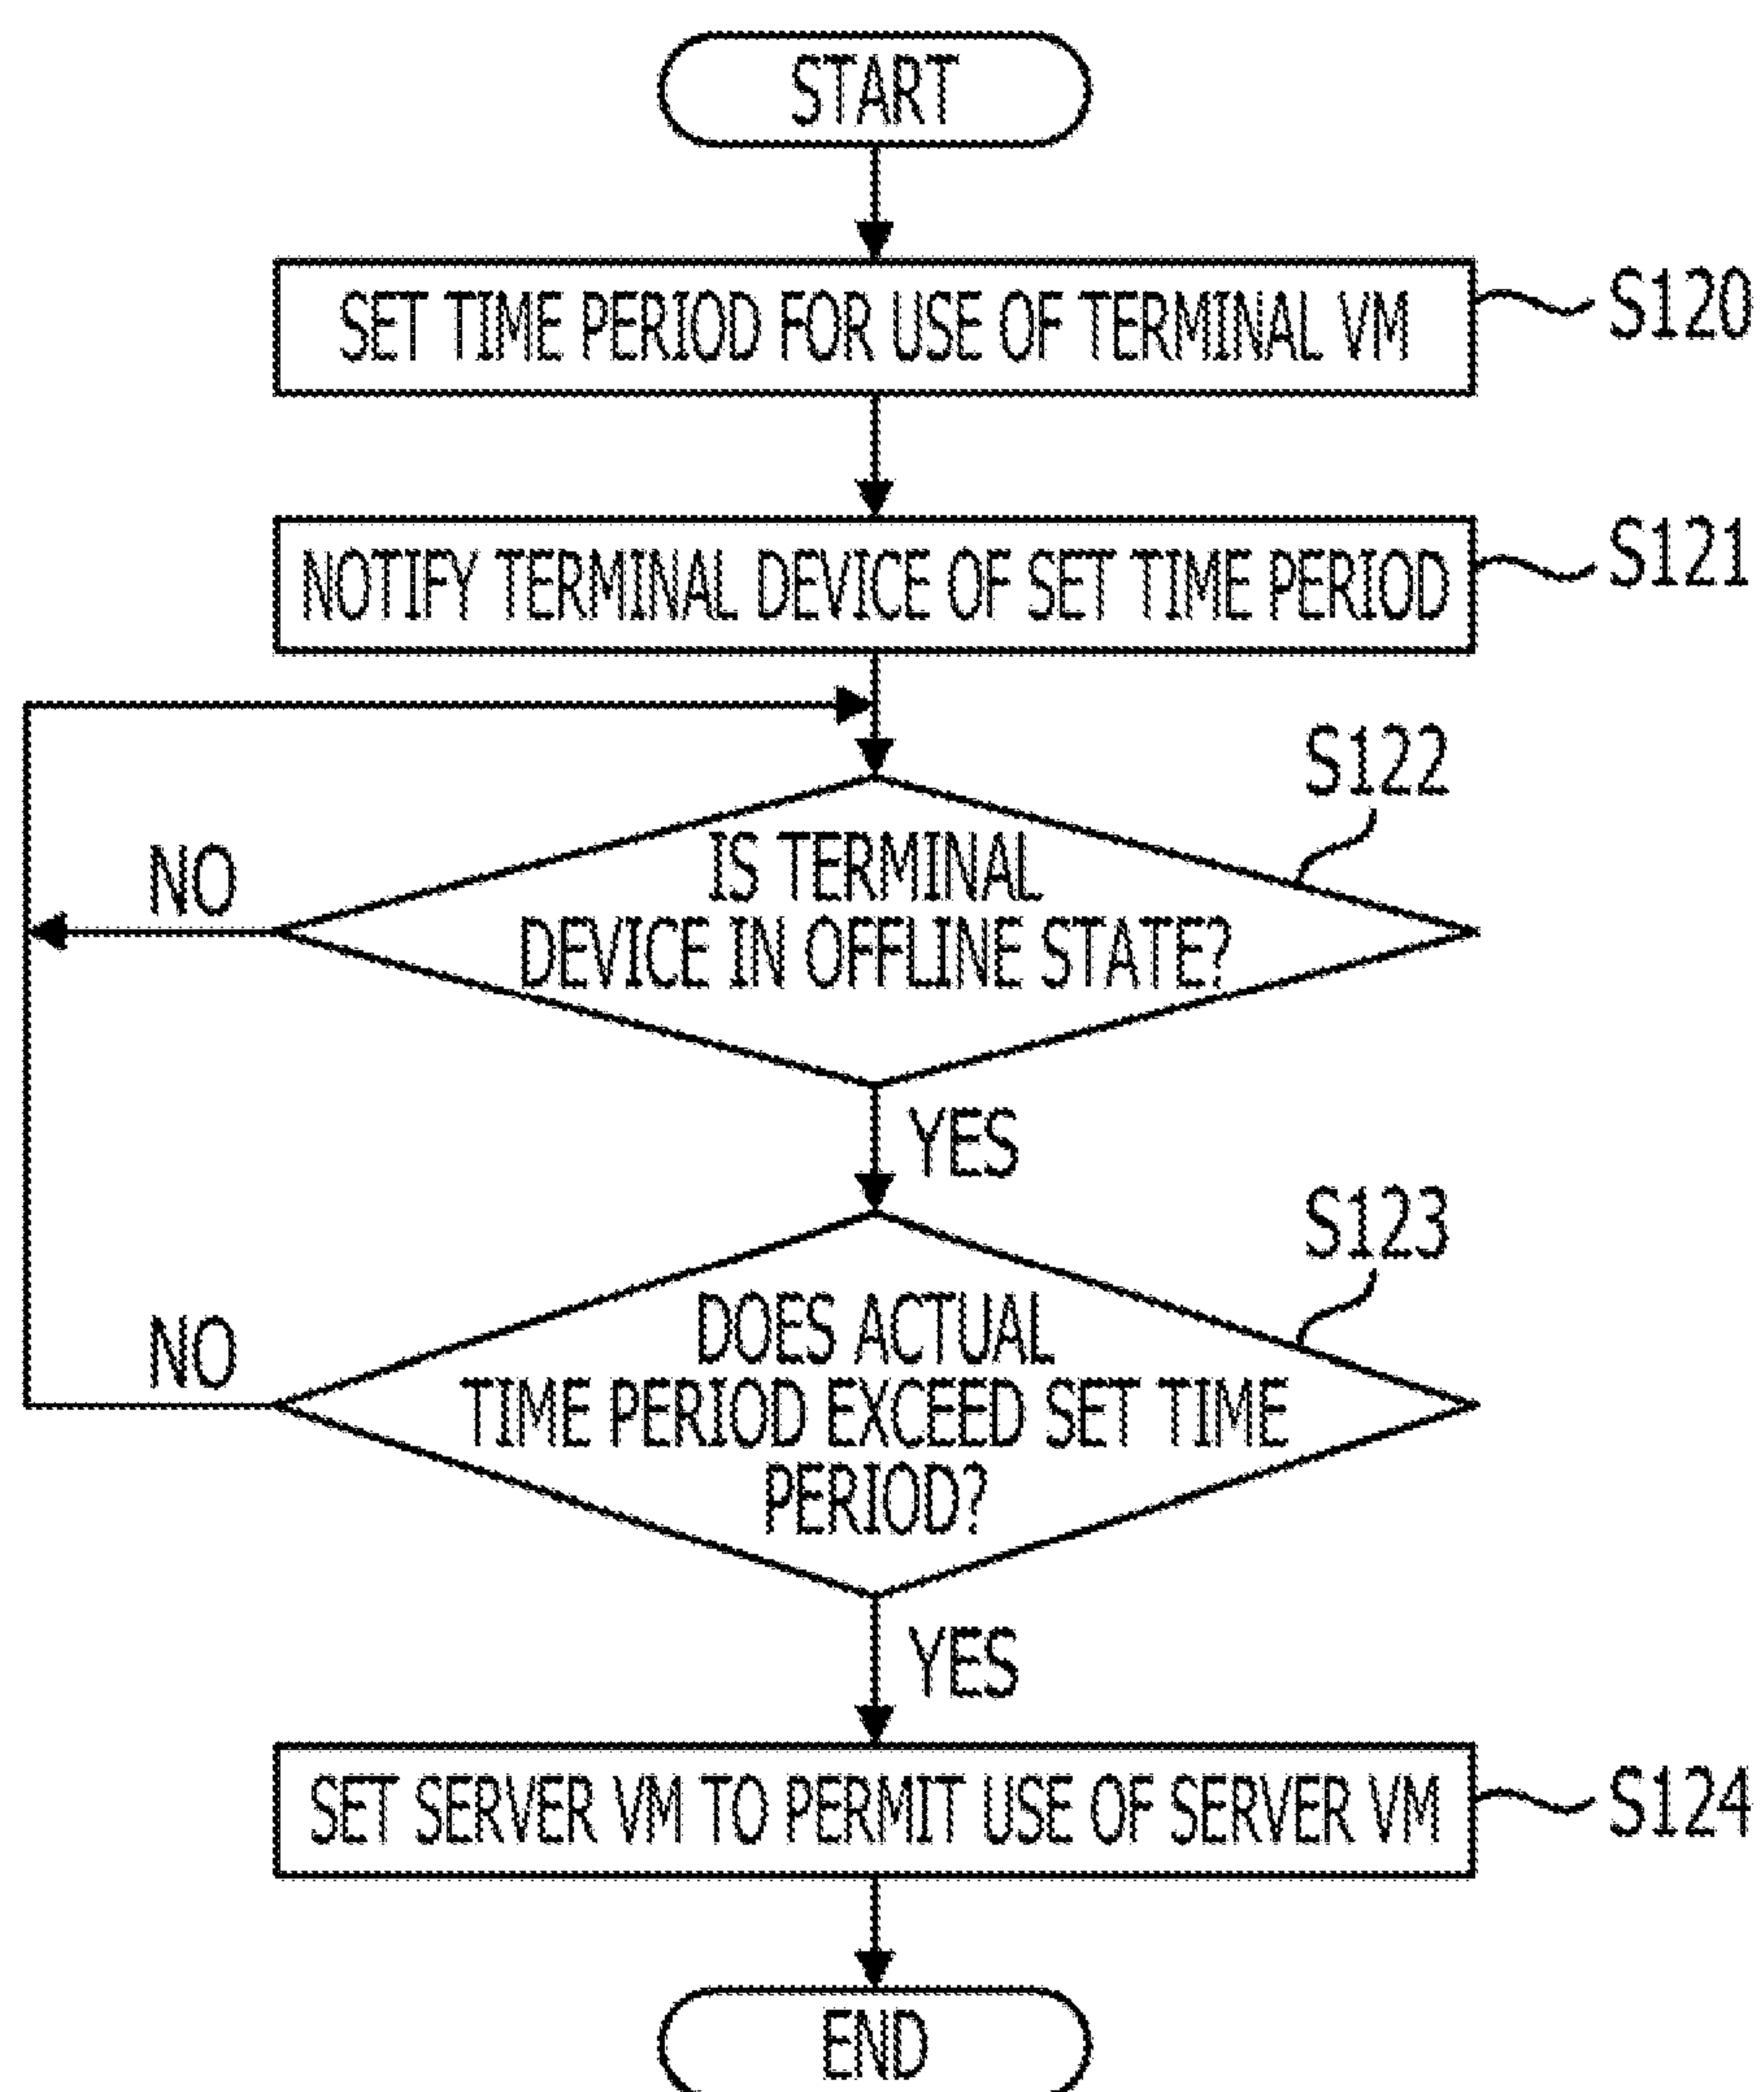 START
SET TIME PERIOD FOR USE OF TERMINAL VM
S120
NOTIFY TERMINAL DEVICE OF SET TIME PERIOD
S121
S122
IS TERMINAL
DEVICE IN OFFLINE STATE?
NO
YES
S123
DOES ACTUAL
TIME PERIOD EXCEED SET TIME
PERIOD?
NO
YES
SET SERVER VM TO PERMIT USE OF SERVER VM
S124
END